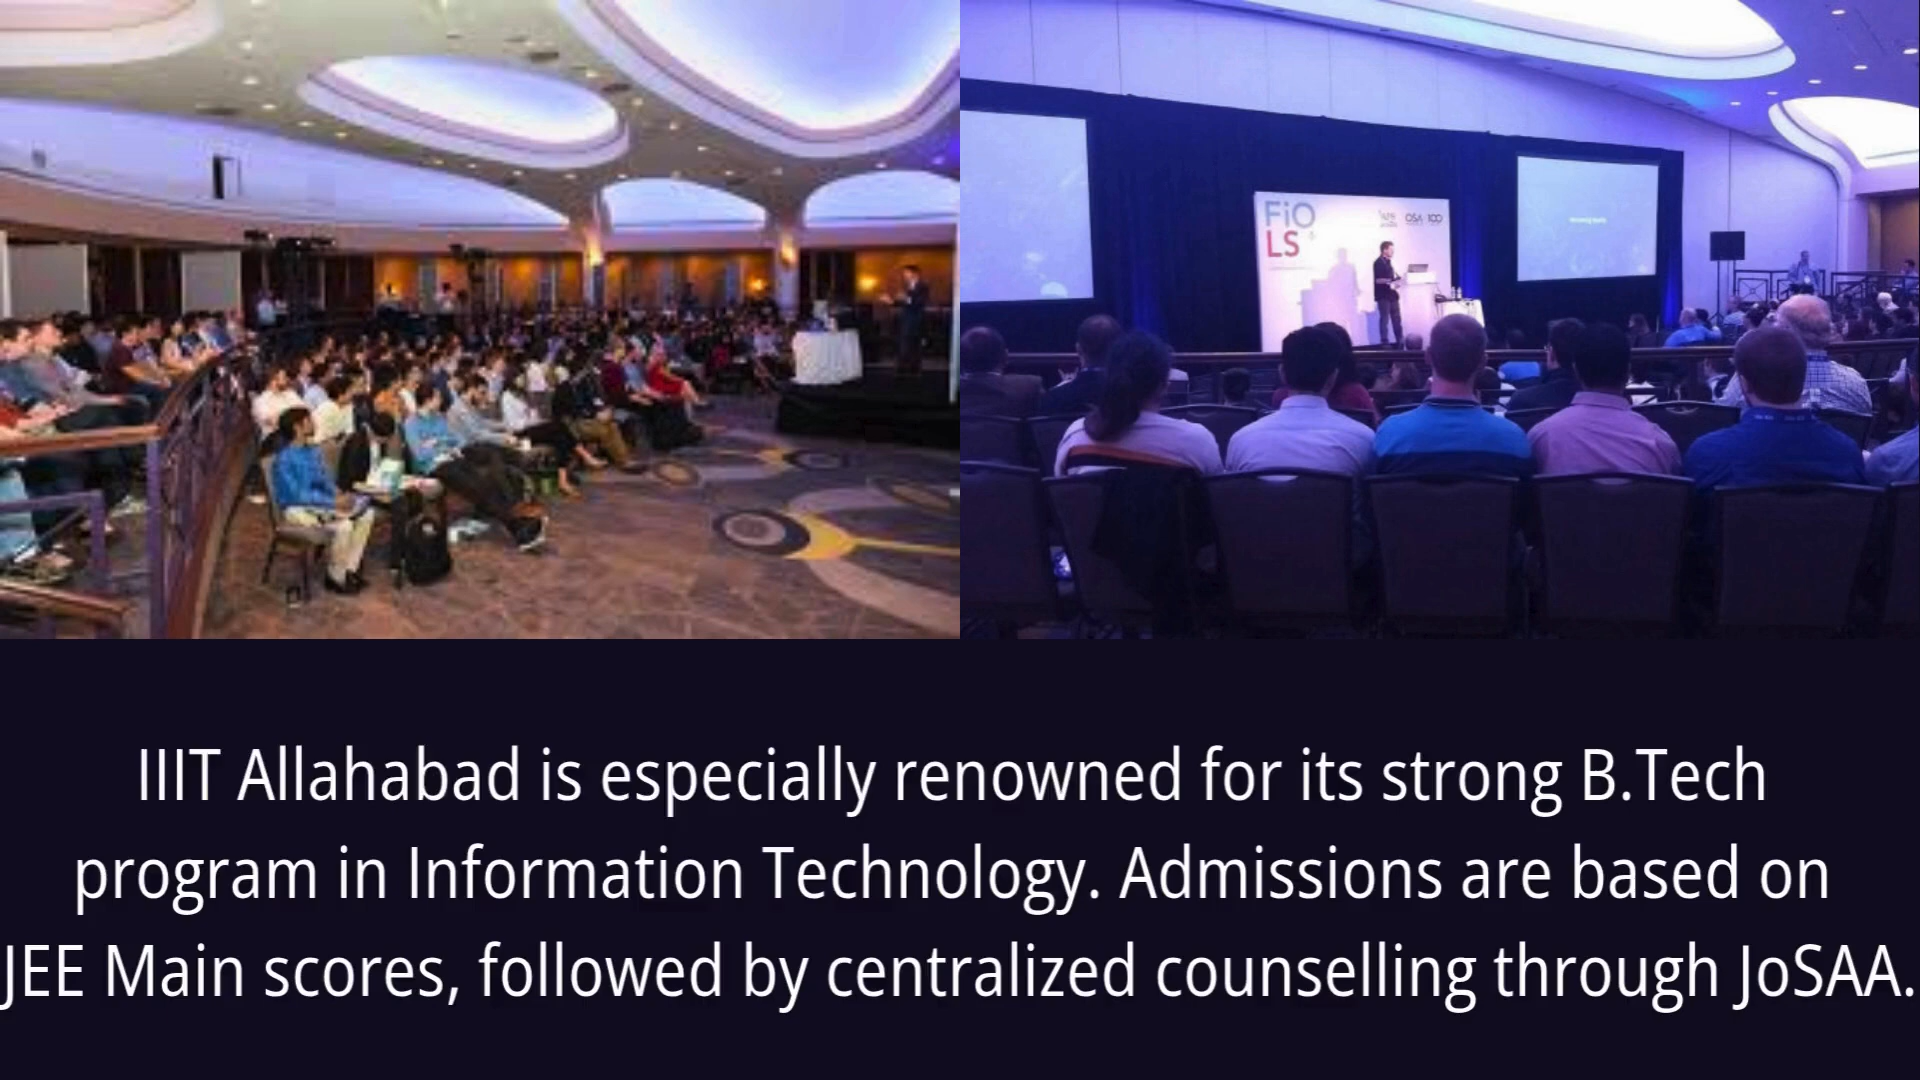 FiO
LS
OSA 100
IIIT Allahabad is especially renowned for its strong B.Tech
program in Information Technology. Admissions are based on
JEE Main scores, followed by centralized counselling through JoSAA.